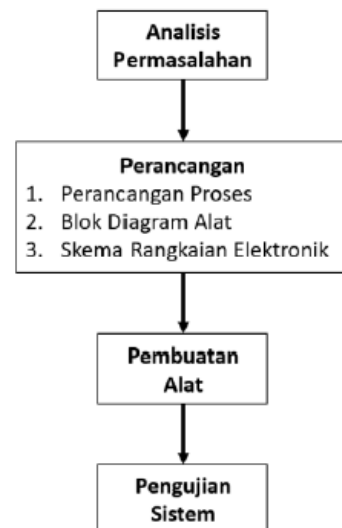 Analisis
Permasalahan
Perancangan
1. Perancangan Proses
2. Blok Diagram Alat
3. Skema Rangkaian Elektronik
Pembuatan
Alat
Pengujian
Sistem